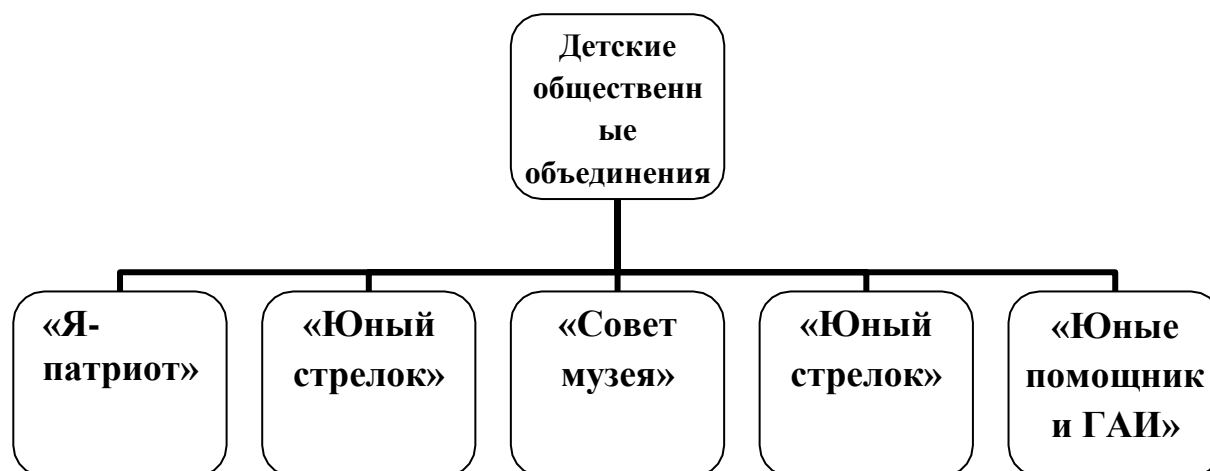 Детские
общественн
ые
объединения
«Я-
патриот»
«Юный
стрелок»
«Совет
музея»
«Юный
стрелок»
«Юные
помощник
и ГАИ»